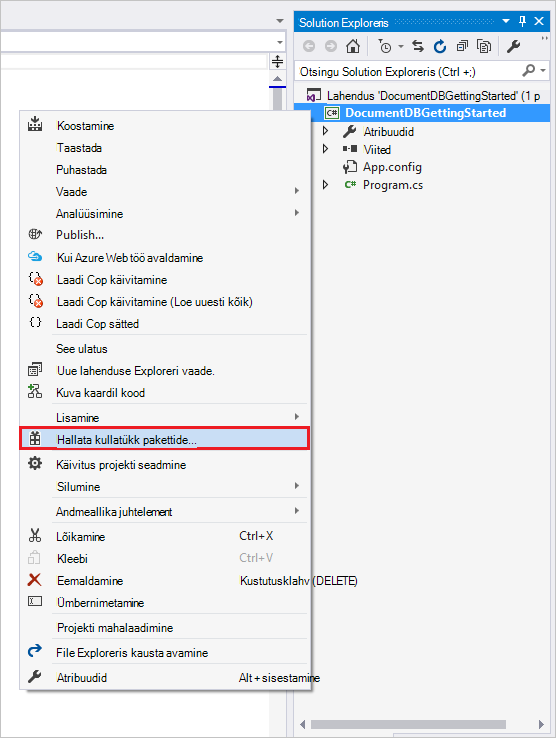 Solution Exploreris
Otsingu Solution Exploreris (Ctrl +;)
Lahendus 'DocumentDBGettingStarted' (1 p
C# DocumentDBGettingStarted
Atribuudid
Viited
App.config
C# Program.cs
Koostamine
Taastada
Puhastada
Vaade
Analüüsimine
Publish...
Kui Azure Web töö avaldamine
Laadi Cop käivitamine
Laadi Cop käivitamine (Loe uuesti kõik)
Laadi Cop sätted
See ulatus
Uue lahenduse Exploreri vaade.
Kuva kaardil kood
Lisamine
Hallata kullatükk pakettide...
Käivitus projekti seadmine
Silumine
Andmeallika juhtelement
Lõikamine Ctrl+X
Kleebi Ctrl+V
Eemaldamine Kustutusklahv (DELETE)
Ümbernimetamine
Projekti mahalaadimine
File Exploreris kausta avamine
Atribuudid Alt + sisestamine